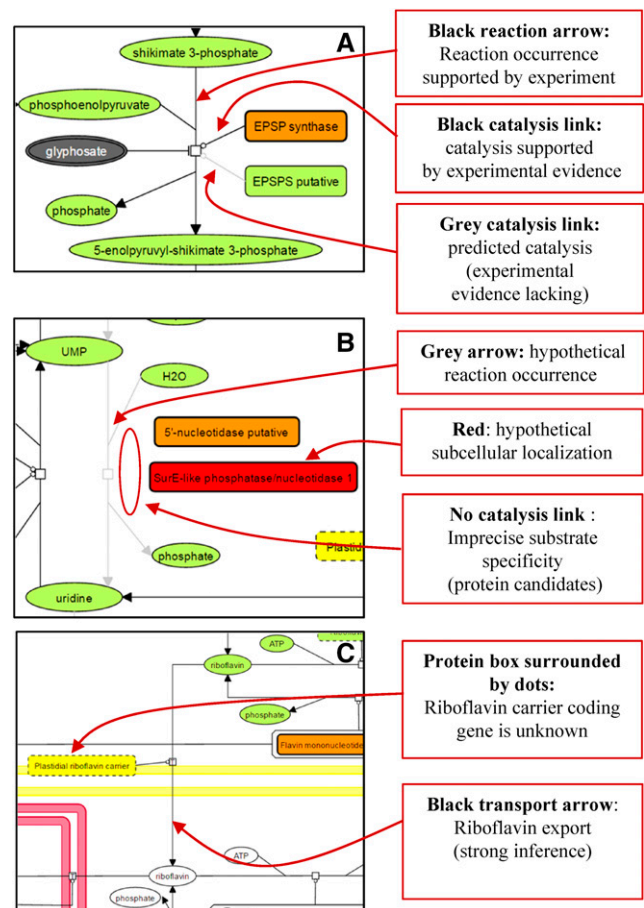 A
shikimate 3-phosphate
phosphoenolpyruvate
EPSP synthase
glyphosate
EPSPS putative
phosphate
5-enolpyruvyl-shikimate 3-phosphate
Black reaction arrow:
Reaction occurrence
supported by experiment
Black catalysis link:
catalysis supported
by experimental evidence
Grey catalysis link:
predicted catalysis
(experimental
evidence lacking)
B
UMP
H2O
5'-nucleotidase putative
SurE-like phosphatase/nucleotidase 1
Plastid
phosphate
uridine
Grey arrow: hypothetical
reaction occurrence
Red: hypothetical
subcellular localization
No catalysis link :
Imprecise substrate
specificity
(protein candidates)
C
ATP
riboflavin
phosphate
Flavin mononucleotide
Plastidial riboflavin carrier
ATP
riboflavin
phosphate
Protein box surrounded
by dots:
Riboflavin carrier coding
gene is unknown
Black transport arrow:
Riboflavin export
(strong inference)